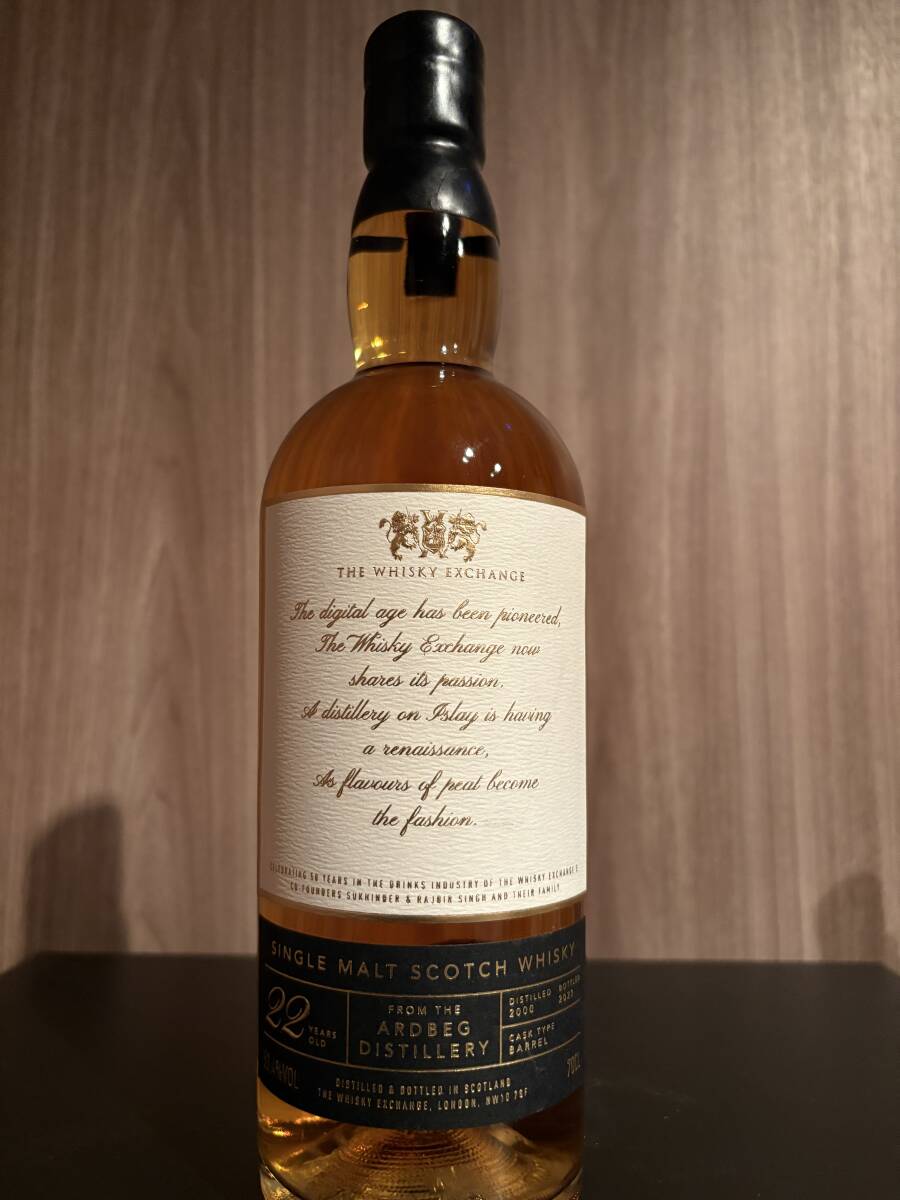 THE WHISKY EXCHANGE
The digital age has been pioneered,
The Whisky Exchange now
shares its passion.
A distillery on Islay is having
a renaissance,
As flavours of peat become
the fashion.
CELEBRATING 50 YEARS IN THE DRINKS INDUSTRY OF THE WHISKY EXCHANGE'S
CO FOUNDERS SUKHINDER & RAJBIR SINGH AND THEIR FAMILY
SINGLE MALT SCOTCH WHISKY
22 YEARS OLD
FROM THE
ARDBEG
DISTILLERY
DISTILLED 2000
BOTTLED
CASK TYPE
BARREL
%VOL
70CL
DISTILLED & BOTTLED IN SCOTLAND
THE WHISKY EXCHANGE, LONDON, NW10 7SF